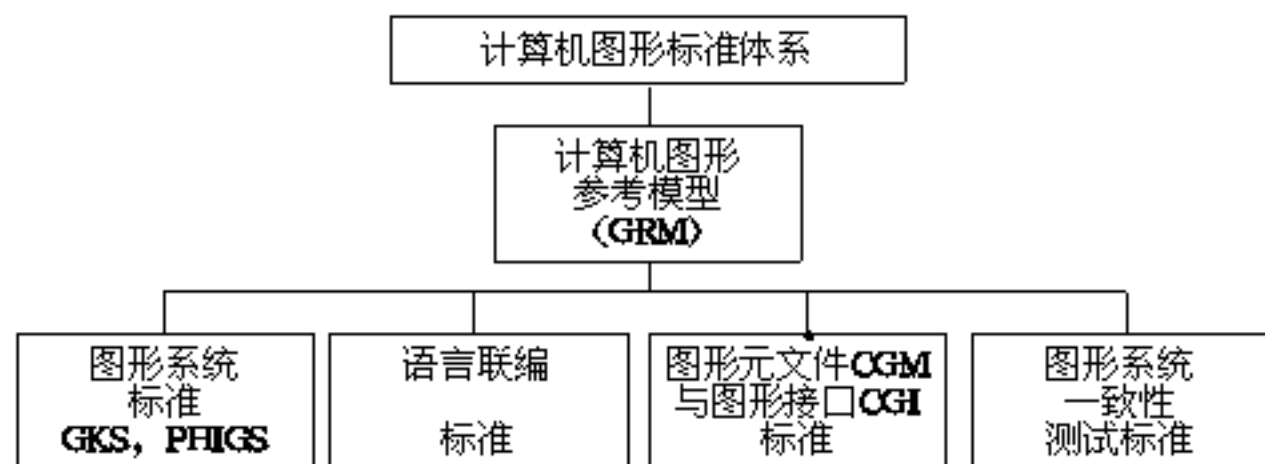 计算机图形标准体系
计算机图形
参考模型
(GRM)
图形系统
标准
GKS, PHIGS
语言联编
标准
图形元文件CGM
与图形接口CGI
标准
图形系统
一致性
测试标准